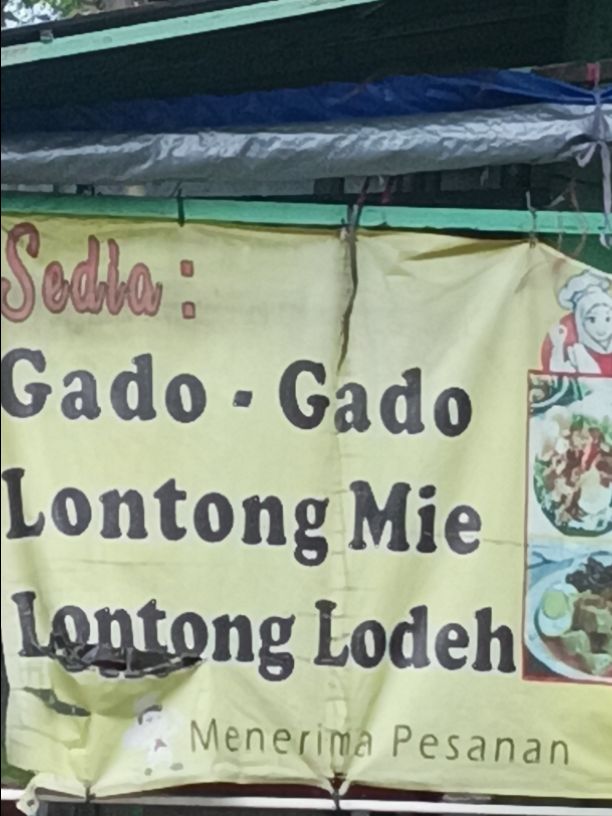 Sedia :
Gado - Gado
Lontong Mie
Lontong Lodeh
Menerima Pesanan